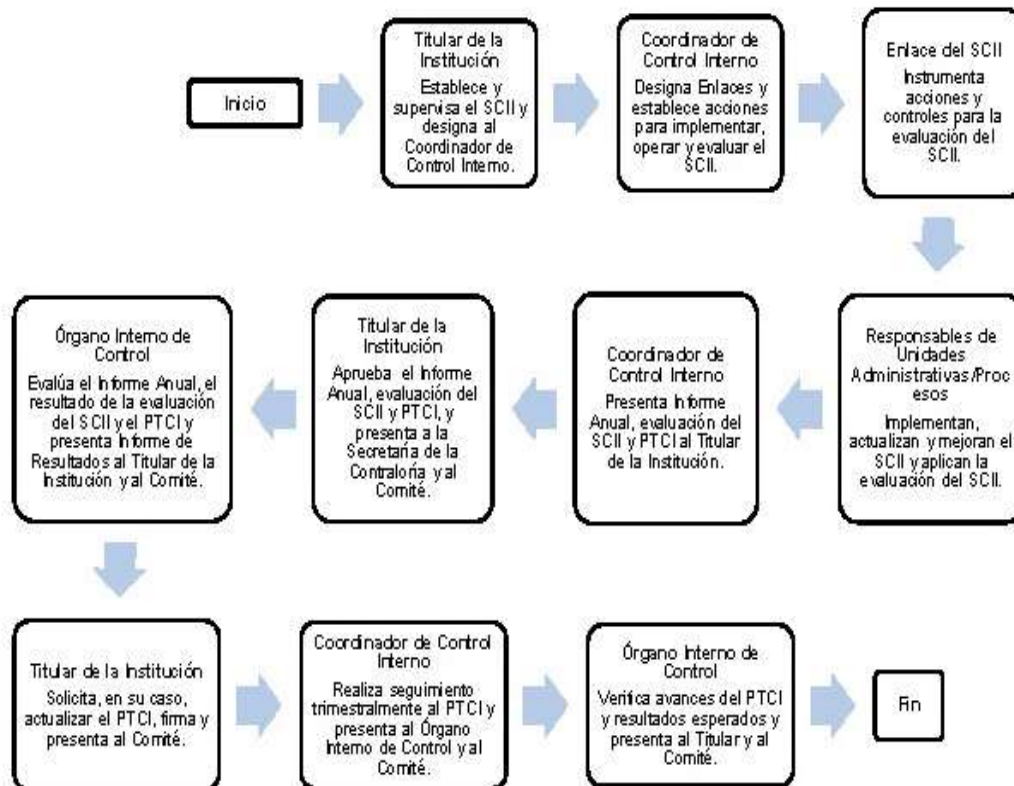 Inicio
Titular de la
Institución
Establece y
supervisa el SCII y
designa al
Coordinador de
Control Interno.
Coordinador de
Control Interno
Designa Enlaces y
establece acciones
para implementar,
operar y evaluar el
SCII.
Enlace del SCII
Instrumenta
acciones y
controles para la
evaluación del
SCII.
Responsables de
Unidades
Administrativas/Proc
esos
Implementan,
actualizan y mejoran el
SCII y aplican la
evaluación del SCII.
Coordinador de
Control Interno
Presenta Informe
Anual, evaluación del
SCII y PTCI al Titular
de la Institución.
Titular de la
Institución
Aprueba el Informe
Anual, evaluación del
SCII y PTCI, y
presenta a la
Secretaría de la
Contraloría y al
Comité.
Órgano Interno de
Control
Evalúa el Informe Anual, el
resultado de la evaluación
del SCII y el PTCI y
presenta Informe de
Resultados al Titular de la
Institución y al Comité.
Titular de la Institución
Solicita, en su caso,
actualizar el PTCI, firma y
presenta al Comité.
Coordinador de Control
Interno
Realiza seguimiento
trimestralmente al PTCI y
presenta al Órgano
Interno de Control y al
Comité.
Órgano Interno de
Control
Verifica avances del PTCI
y resultados esperados y
presenta al Titular y al
Comité.
Fin